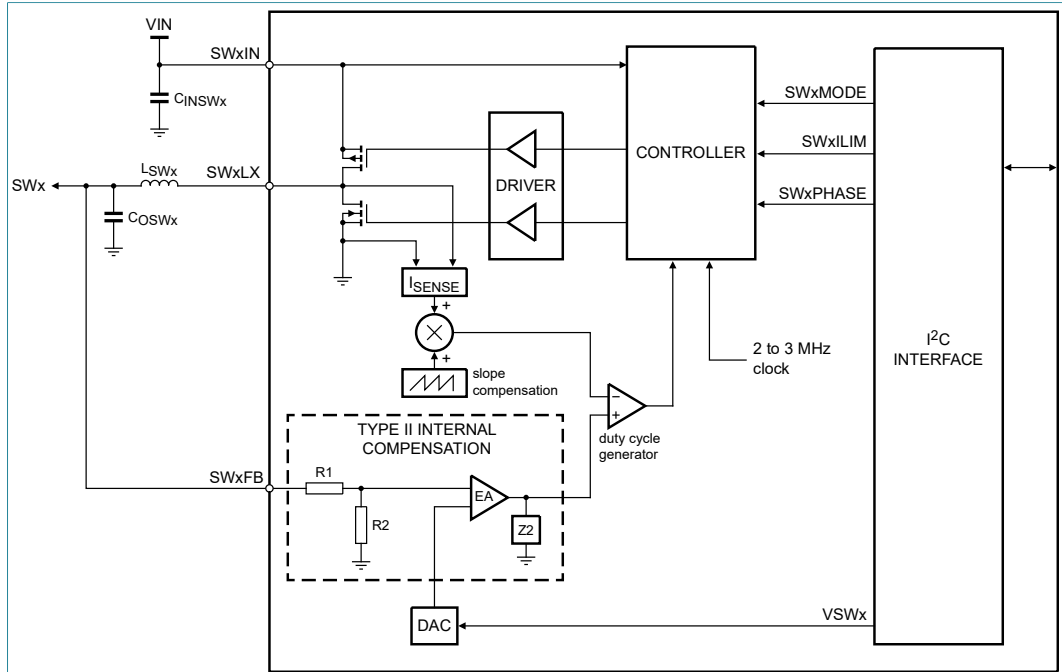 VIN
SWxIN
CINSWx
SWxMODE
SWxILIM
CONTROLLER
SWxPHASE
DRIVER
LSWx
SWxLX
SWx
COSWx
ISENSE
+
+
slope
compensation
2 to 3 MHz
clock
I2C
INTERFACE
−
+
duty cycle
generator
TYPE II INTERNAL
COMPENSATION
SWxFB
R1
R2
EA
Z2
DAC
VSWx